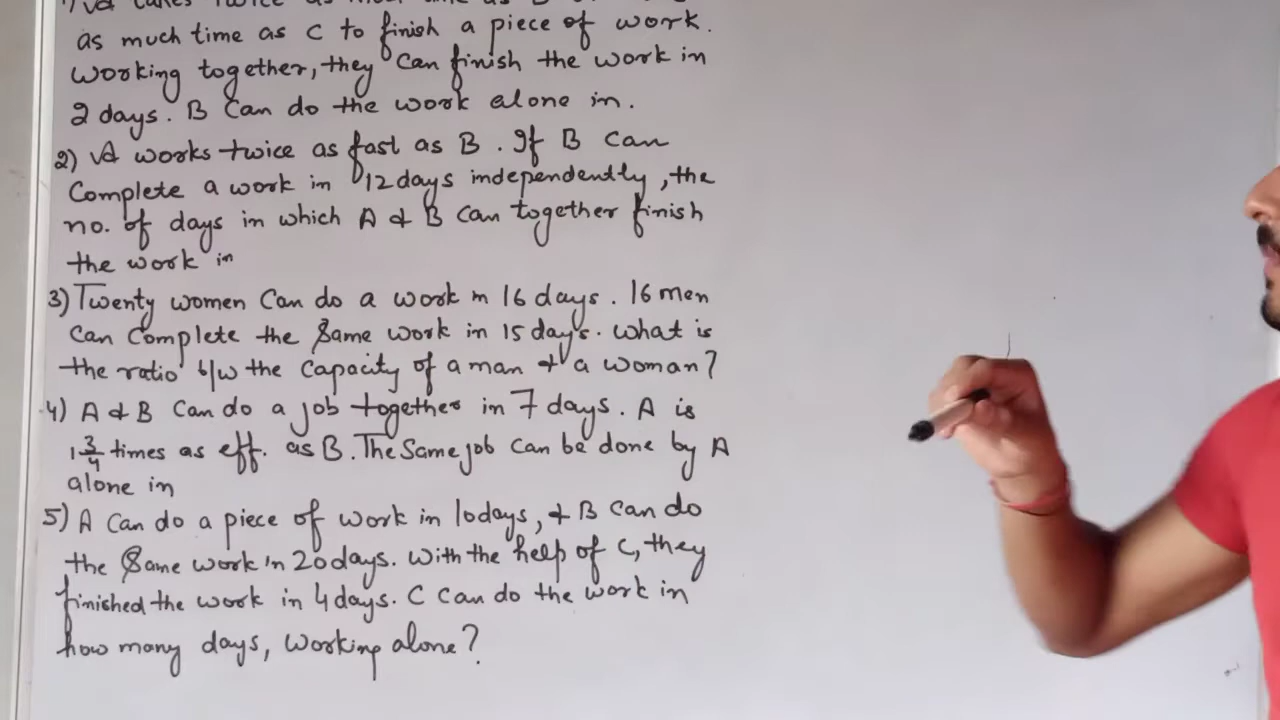 as much time as C to finish a piece of work.
working together, they can finish the work in
2 days. B can do the work alone in.
2) A works twice as fast as B. If B can
Complete a work in 12 days independently, the
no. of days in which A & B can together finish
the work in
3) Twenty women can do a work in 16 days. 16 men
can complete the same work in 15 days. what is
the ratio b/w the capacity of a man & a woman?
4) A & B can do a job together in 7 days. A is
1 3/4 times as eff. as B. The Same job can be done by A
alone in
5) A can do a piece of work in 10 days, & B can do
the same work in 20 days. with the help of C, they
finished the work in 4 days. C can do the work in
how many days, working alone?